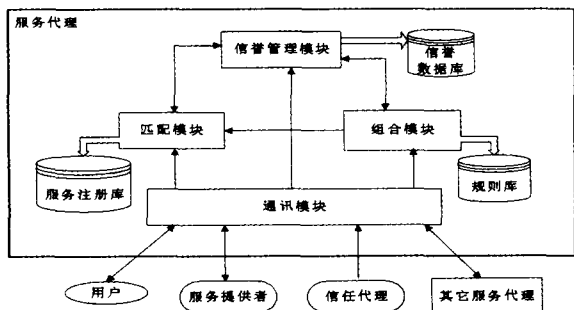 服务代理
信誉管理模块
信誉
数据库
匹配模块
组合模块
服务注册库
规则库
通讯模块
用户
服务提供者
信任代理
其它服务代理